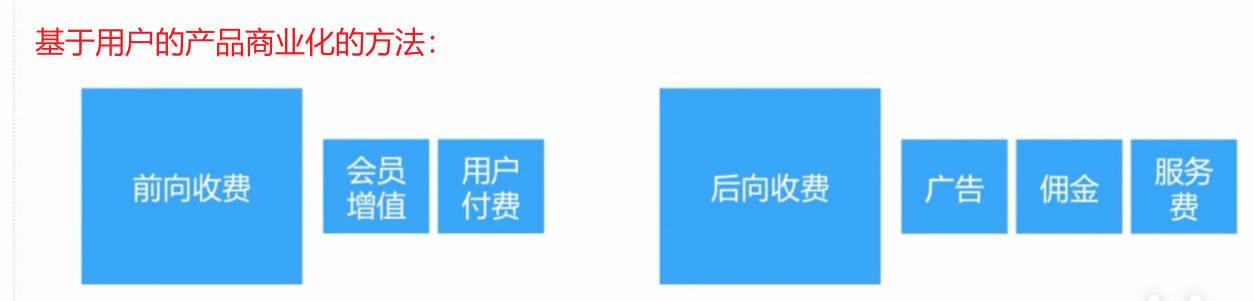 基于用户的产品商业化的方法：
前向收费
会员
增值
用户
付费
后向收费
广告
佣金
服务
费